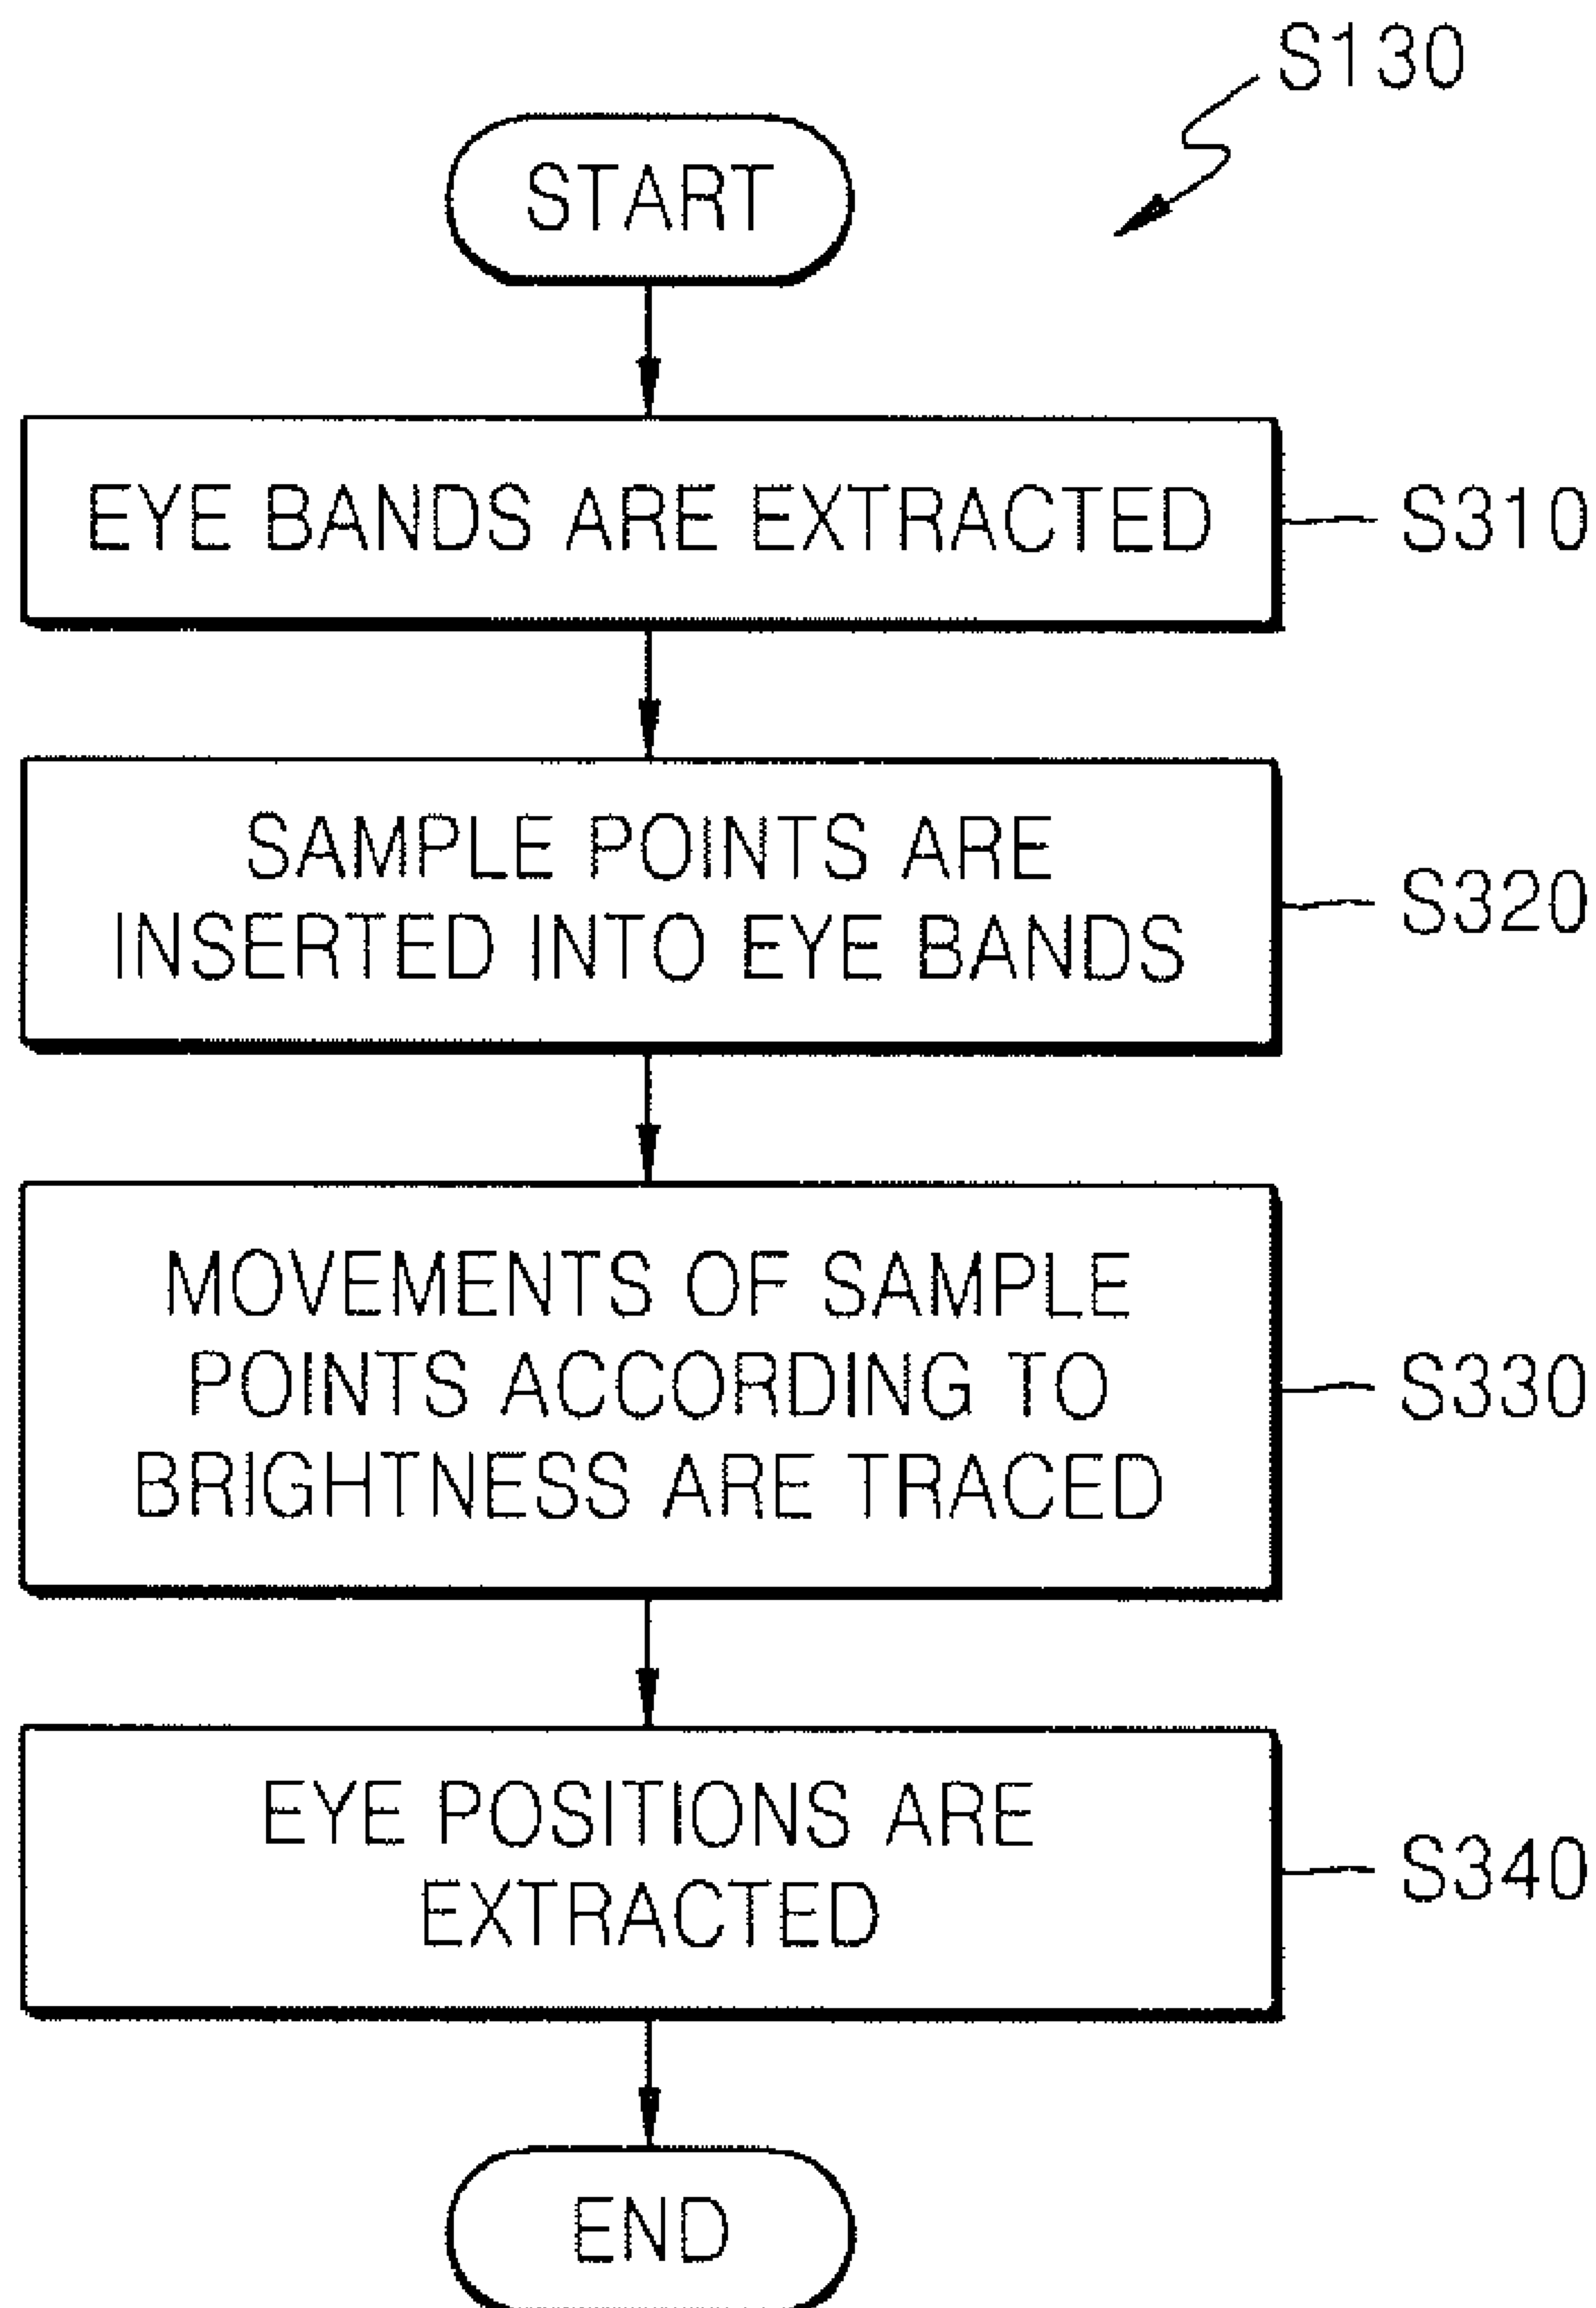 S130
START
EYE BANDS ARE EXTRACTED
S310
SAMPLE POINTS ARE
INSERTED INTO EYE BANDS
S320
MOVEMENTS OF SAMPLE
POINTS ACCORDING TO
BRIGHTNESS ARE TRACED
S330
EYE POSITIONS ARE
EXTRACTED
S340
END